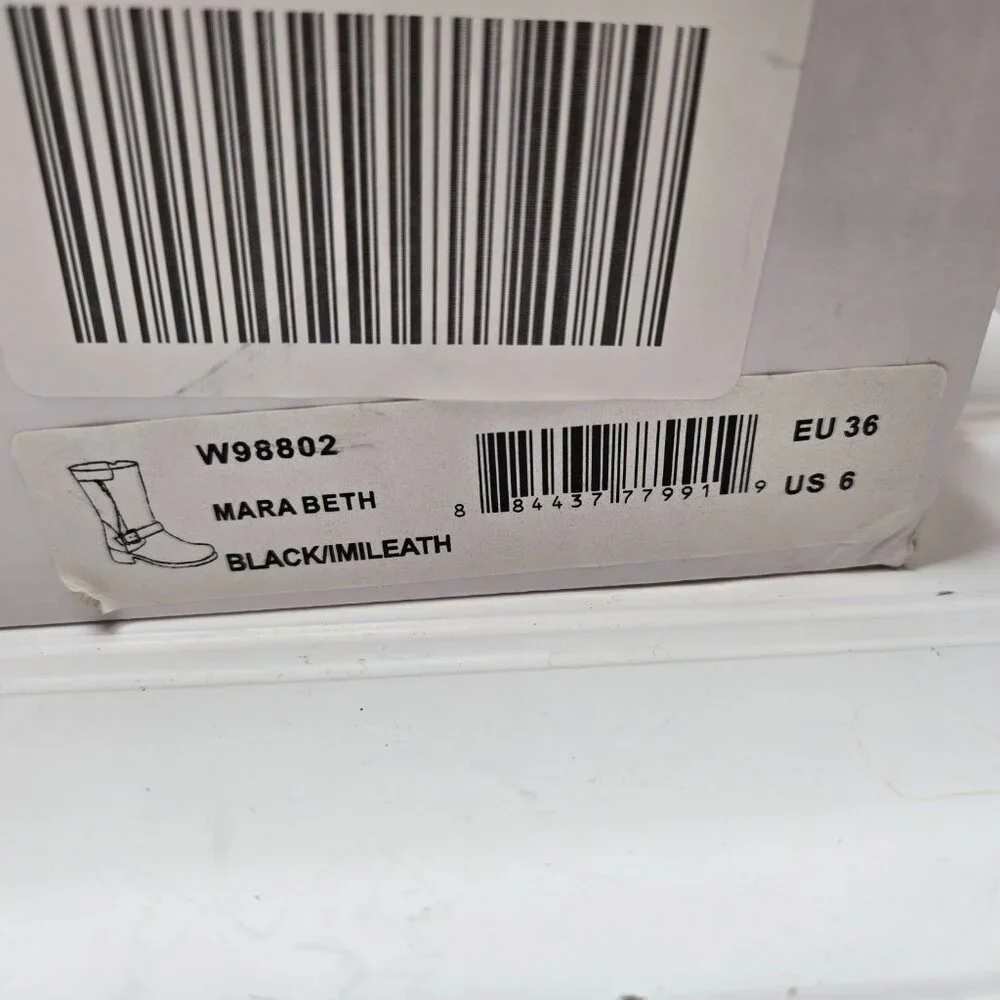 W98802
MARA BETH
BLACK/IMILEATH
8 84437 77991 9
EU 36
US 6